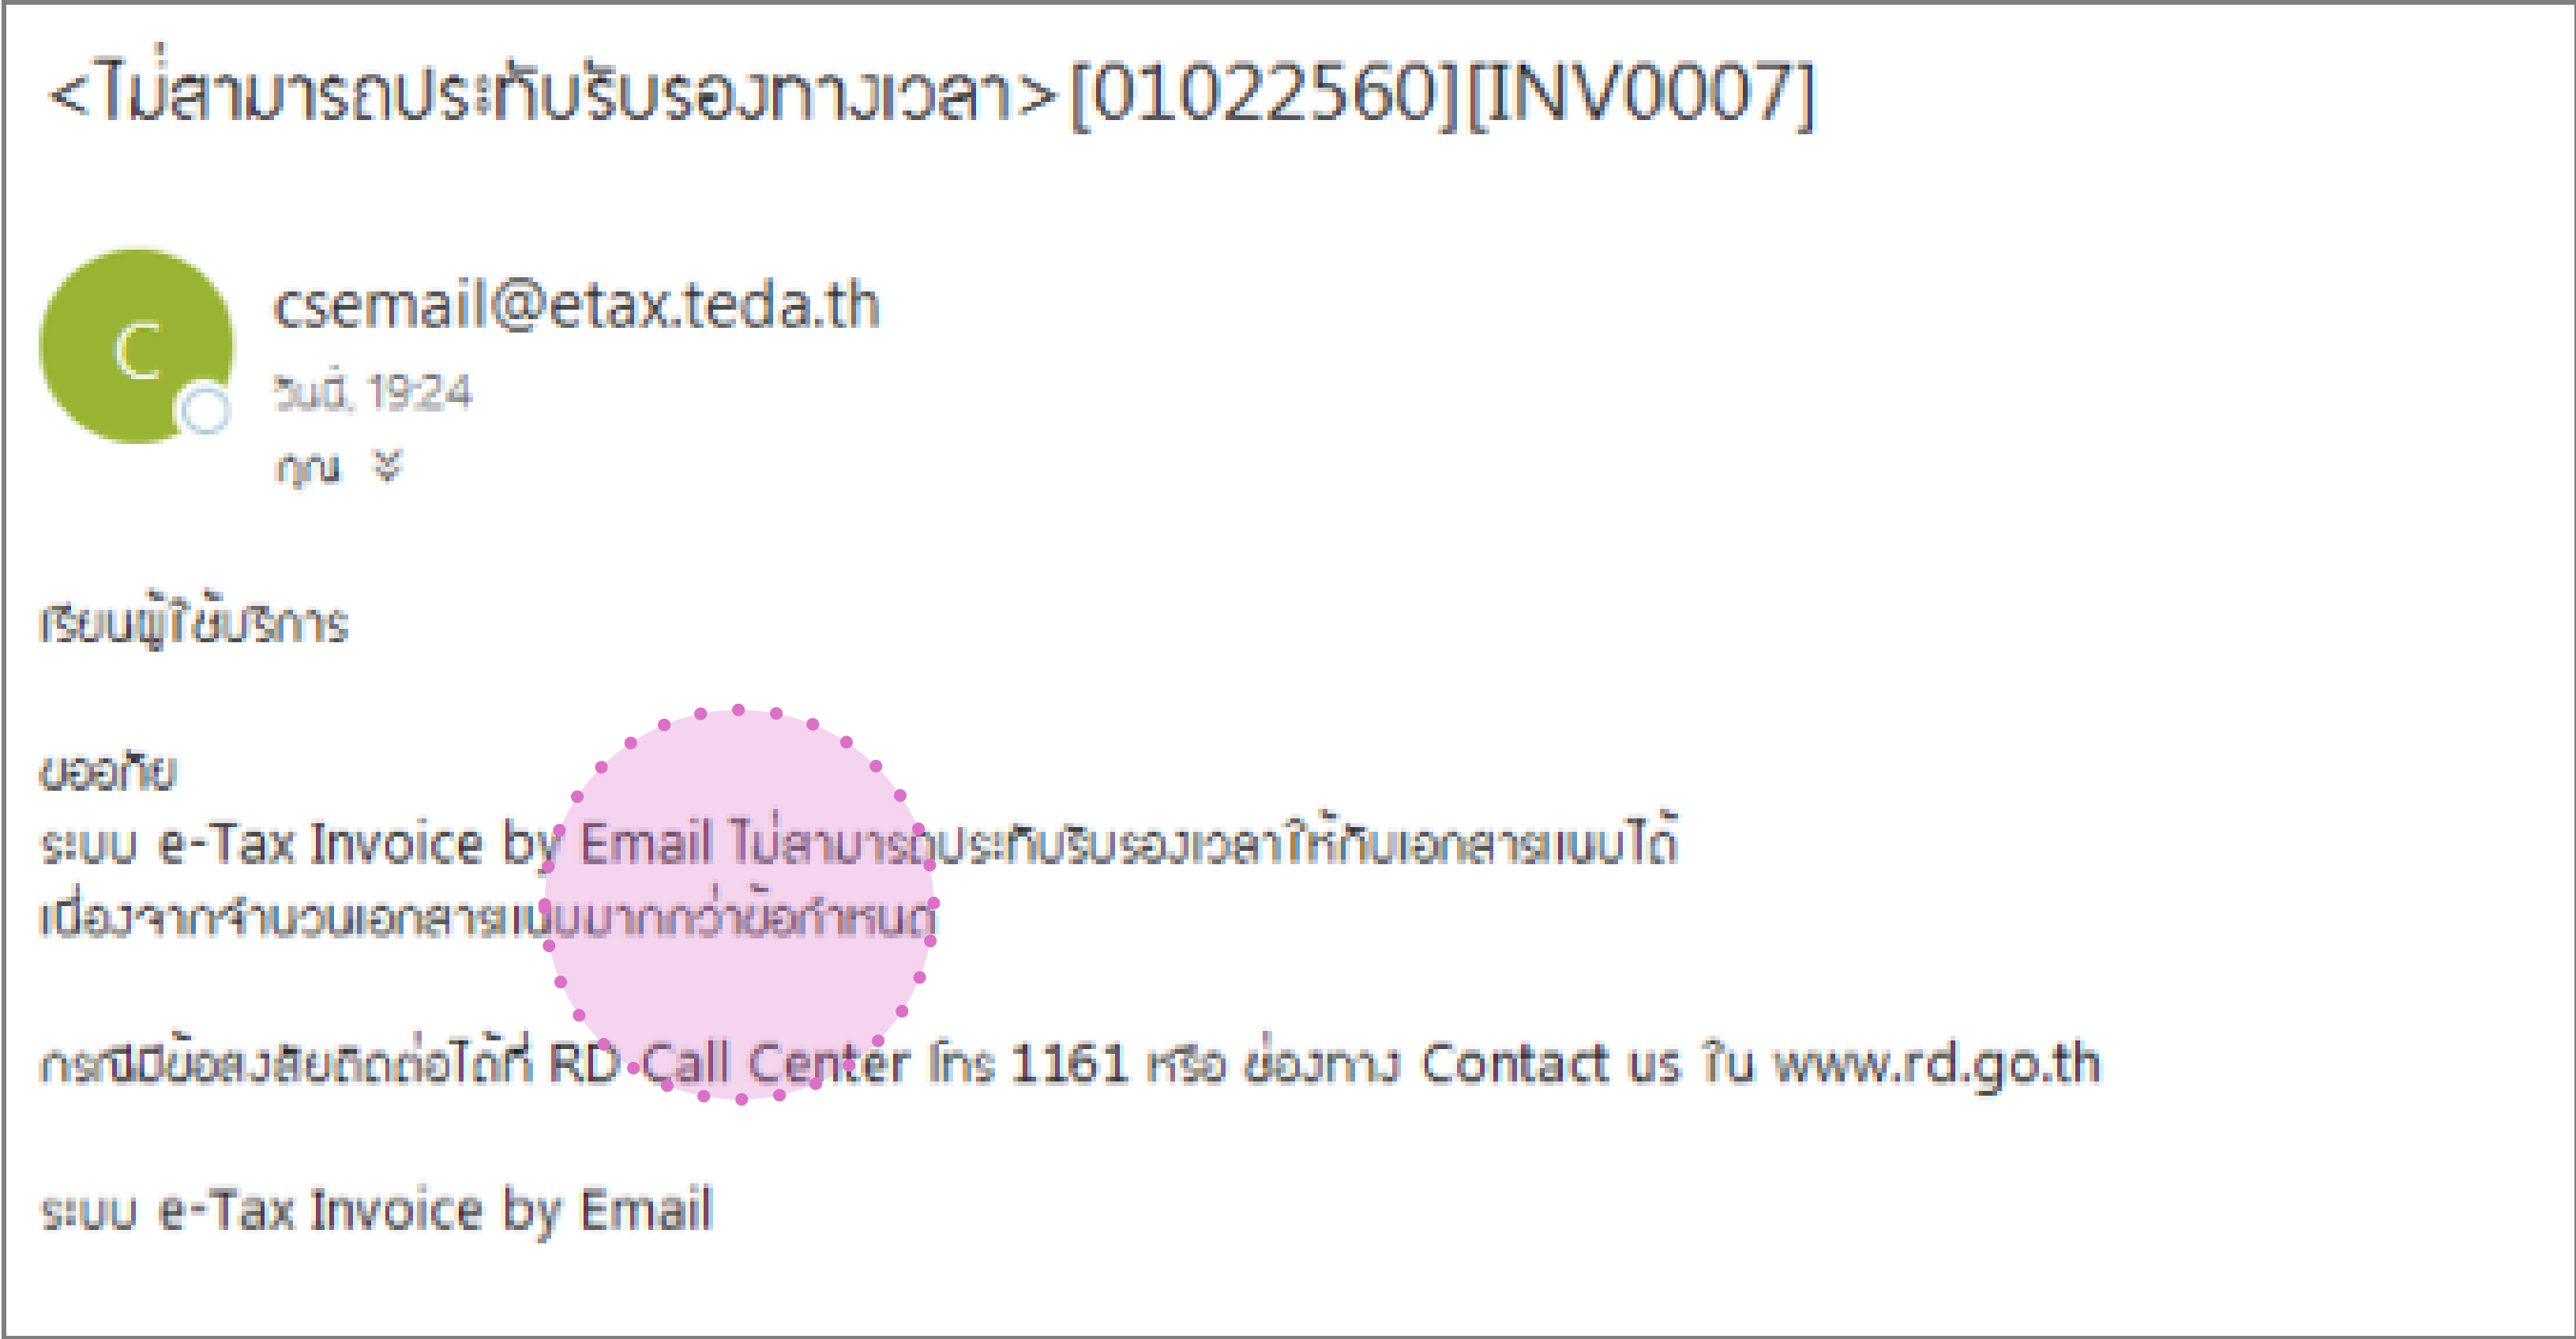 <ไม่สามารถประทับรับรองทางเวลา> [01022560][INV0007]
C
csemail@etax.teda.th
วันนี้, 19:24
คุณ
เรียนผู้ใช้บริการ
ขออภัย
ระบบ e-Tax Invoice by Email ไม่สามารถประทับรับรองเวลาให้กับเอกสารแนบได้
เนื่องจากจำนวนเอกสารแนบมากกว่าข้อกำหนด
กรณีมีข้อสงสัยติดต่อได้ที่ RD Call Center โทร 1161 หรือ ช่องทาง Contact us ใน www.rd.go.th
ระบบ e-Tax Invoice by Email